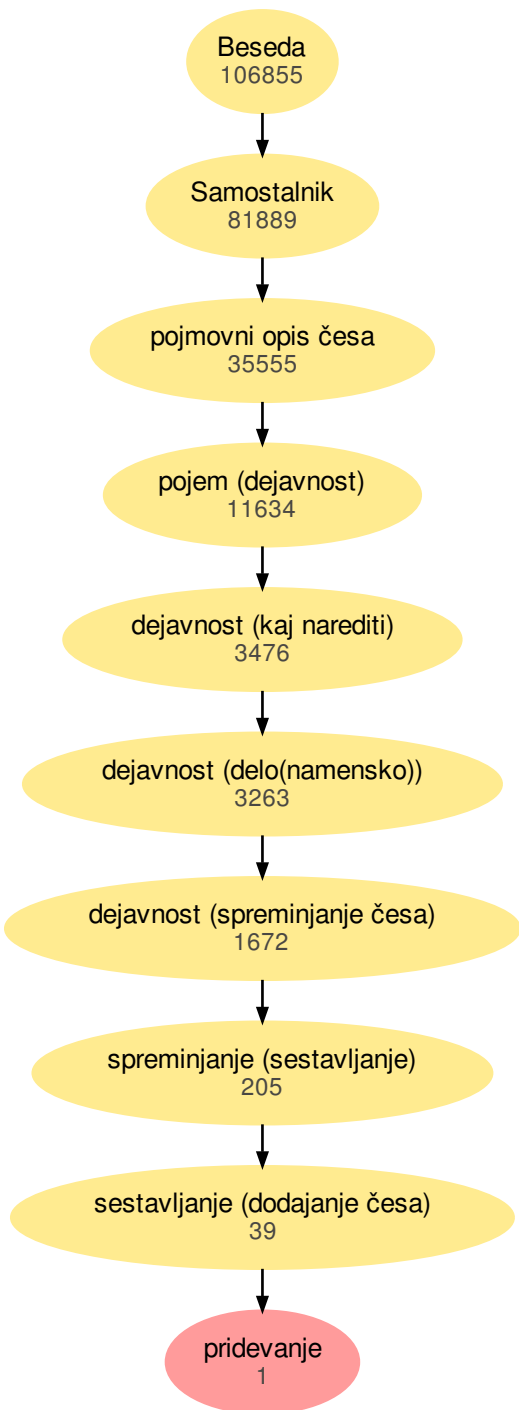 Beseda
106855
Samostalnik
81889
pojmovni opis česa
35555
pojem (dejavnost)
11634
dejavnost (kaj narediti)
3476
dejavnost (delo(namensko))
3263
dejavnost (spreminjanje česa)
1672
spreminjanje (sestavljanje)
205
sestavljanje (dodajanje česa)
39
pridevanje
1